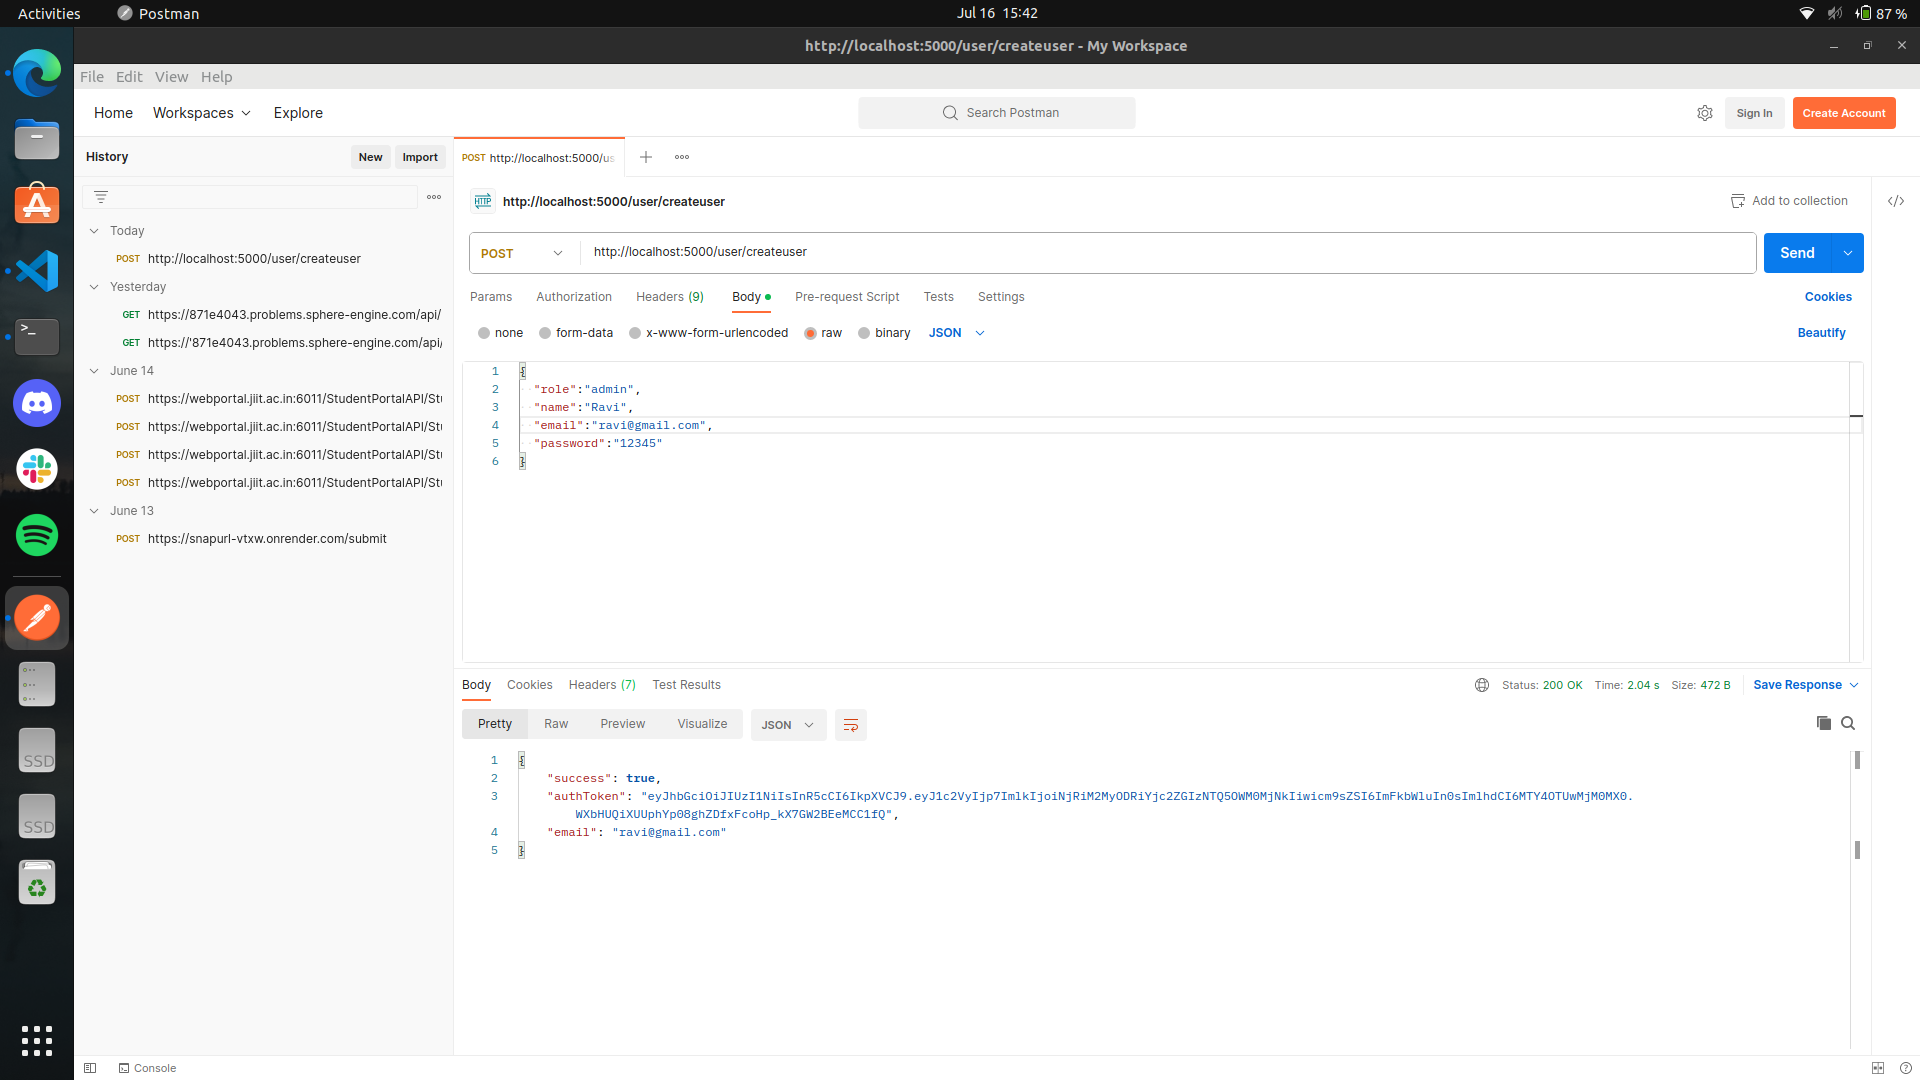 Activities
Postman
Jul 16 15:42
87 %
http://localhost:5000/user/createuser - My Workspace
File Edit View Help
Home Workspaces Explore
Search Postman
Sign In
Create Account
History
New
Import
POST http://localhost:5000/us
Today
POST http://localhost:5000/user/createuser
Yesterday
GET https://871e4043.problems.sphere-engine.com/api/
GET https://'871e4043.problems.sphere-engine.com/api/
June 14
POST https://webportal.jiit.ac.in:6011/StudentPortalAPI/Stu
POST https://webportal.jiit.ac.in:6011/StudentPortalAPI/Stu
POST https://webportal.jiit.ac.in:6011/StudentPortalAPI/Stu
POST https://webportal.jiit.ac.in:6011/StudentPortalAPI/Stu
June 13
POST https://snapurl-vtxw.onrender.com/submit
HTTP http://localhost:5000/user/createuser
Add to collection
</>
POST http://localhost:5000/user/createuser
Send
Params Authorization Headers (9) Body Pre-request Script Tests Settings
Cookies
none form-data x-www-form-urlencoded raw binary JSON
Beautify
1 {
2 "role":"admin",
3 "name":"Ravi",
4 "email":"ravi@gmail.com",
5 "password":"12345"
6 }
Body Cookies Headers (7) Test Results
Status: 200 OK Time: 2.04 s Size: 472 B
Save Response
Pretty Raw Preview Visualize JSON
1 {
2 "success": true,
3 "authToken": "eyJhbGciOiJIUzI1NiIsInR5cCI6IkpXVCJ9.eyJ1c2VyIjp7ImlkIjoiNjRiM2MyODRiYjc2ZGIzNTQ5OWM0MjNkIiwicm9sZSI6ImFkbWluIn0sImlhdCI6MTY4OTUwMjM0MX0.
WXbHUQiXUUphYp08ghZDfxFcoHp_kX7GW2BEeMCC1fQ",
4 "email": "ravi@gmail.com"
5 }
SSD
SSD
Console